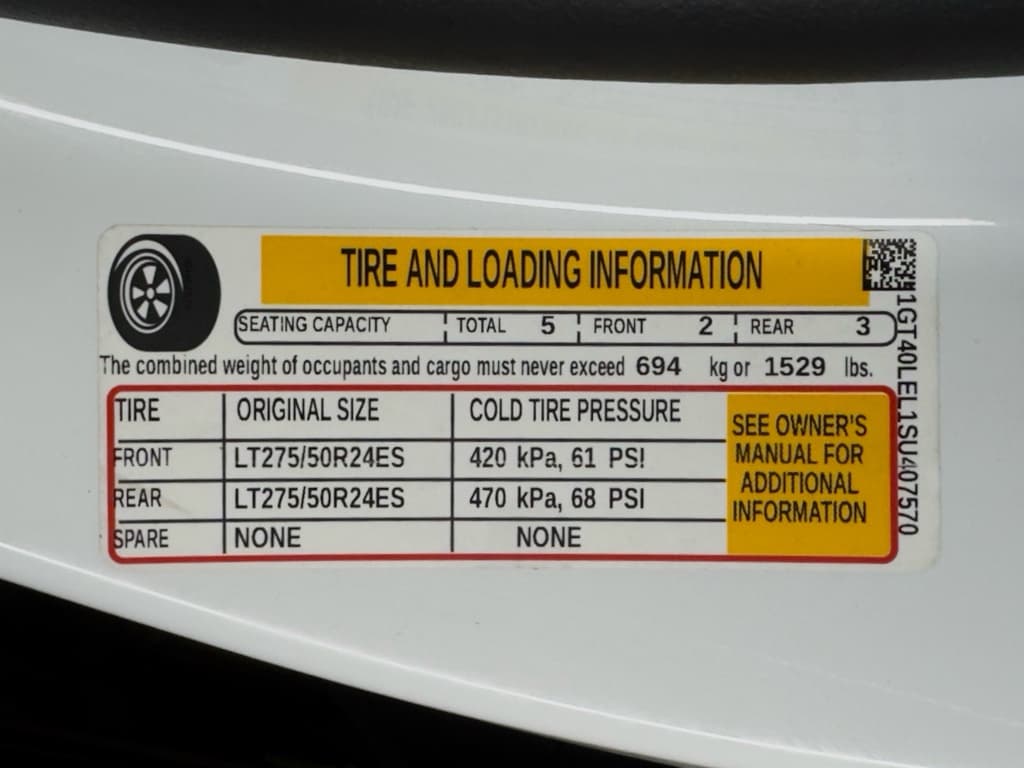 TIRE AND LOADING INFORMATION
SEATING CAPACITY TOTAL 5 FRONT 2 REAR 3
The combined weight of occupants and cargo must never exceed 694 kg or 1529 lbs.
TIRE ORIGINAL SIZE COLD TIRE PRESSURE
FRONT LT275/50R24ES 420 kPa, 61 PSI
REAR LT275/50R24ES 470 kPa, 68 PSI
SPARE NONE NONE
SEE OWNER'S
MANUAL FOR
ADDITIONAL
INFORMATION
1GT40LEL1SU407570